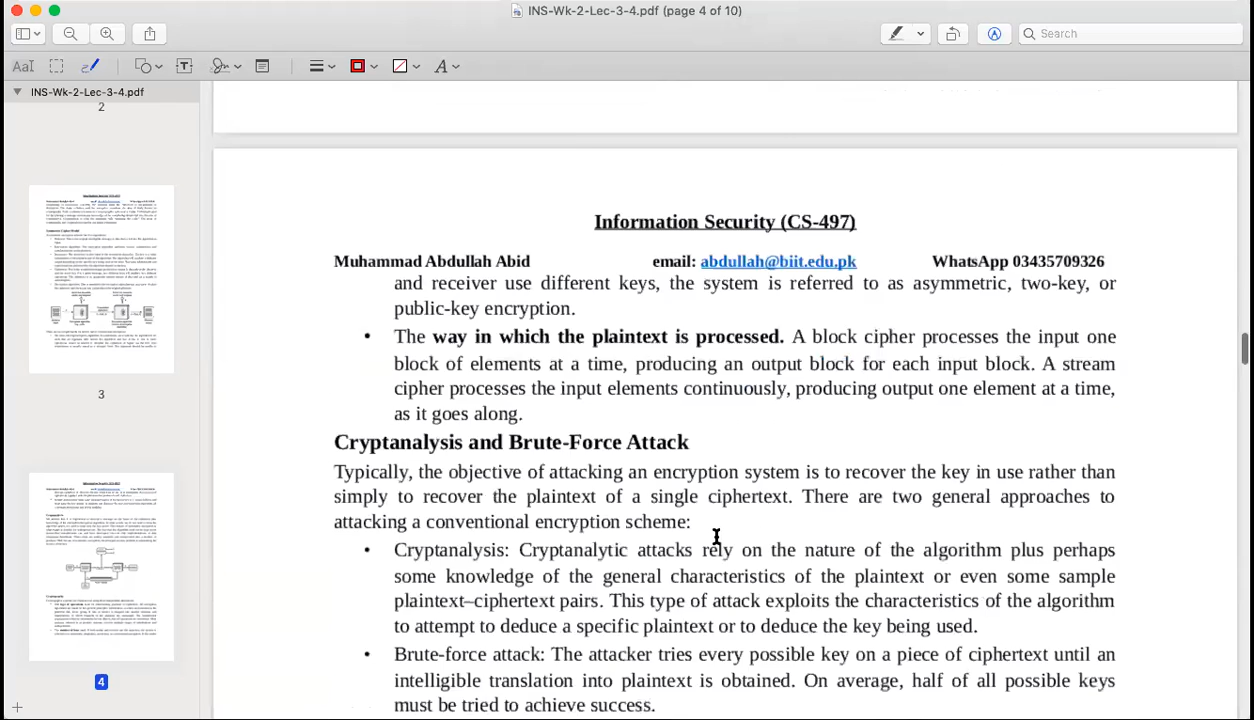 INS-Wk-2-Lec-3-4.pdf (page 4 of 10)
Search
INS-Wk-2-Lec-3-4.pdf
2
3
4
Information Security (CS-497)
Muhammad Abdullah Abid email: abdullah@biit.edu.pk WhatsApp 03435709326
and receiver use different keys, the system is referred to as asymmetric, two-key, or
public-key encryption.
• The way in which the plaintext is processed. A block cipher processes the input one
block of elements at a time, producing an output block for each input block. A stream
cipher processes the input elements continuously, producing output one element at a time,
as it goes along.
Cryptanalysis and Brute-Force Attack
Typically, the objective of attacking an encryption system is to recover the key in use rather than
simply to recover the plaintext of a single ciphertext. There are two general approaches to
attacking a conventional encryption scheme:
• Cryptanalysis: Cryptanalytic attacks rely on the nature of the algorithm plus perhaps
some knowledge of the general characteristics of the plaintext or even some sample
plaintext–ciphertext pairs. This type of attack exploits the characteristics of the algorithm
to attempt to deduce a specific plaintext or to deduce the key being used.
• Brute-force attack: The attacker tries every possible key on a piece of ciphertext until an
intelligible translation into plaintext is obtained. On average, half of all possible keys
must be tried to achieve success.